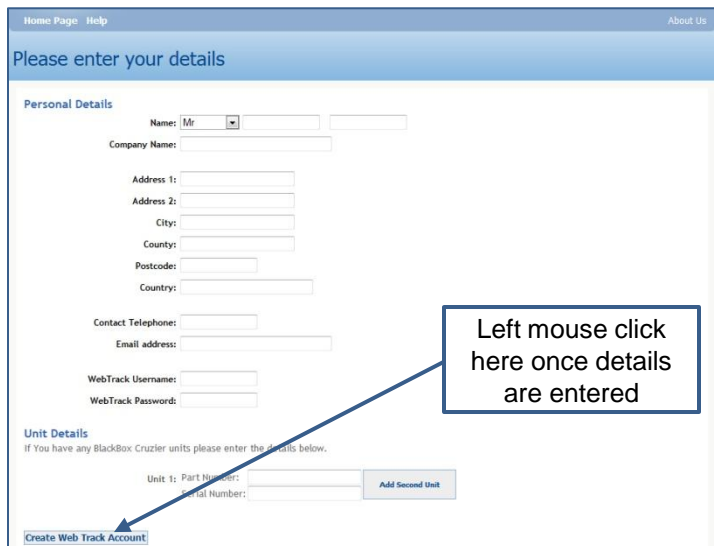 Home Page Help About Us
Please enter your details
Personal Details
Name: Mr
Company Name:
Address 1:
Address 2:
City:
County:
Postcode:
Country:
Contact Telephone:
Email address:
WebTrack Username:
WebTrack Password:
Left mouse click
here once details
are entered
Unit Details
If You have any BlackBox Cruzier units please enter the details below.
Unit 1: Part Number:
Serial Number:
Add Second Unit
Create Web Track Account